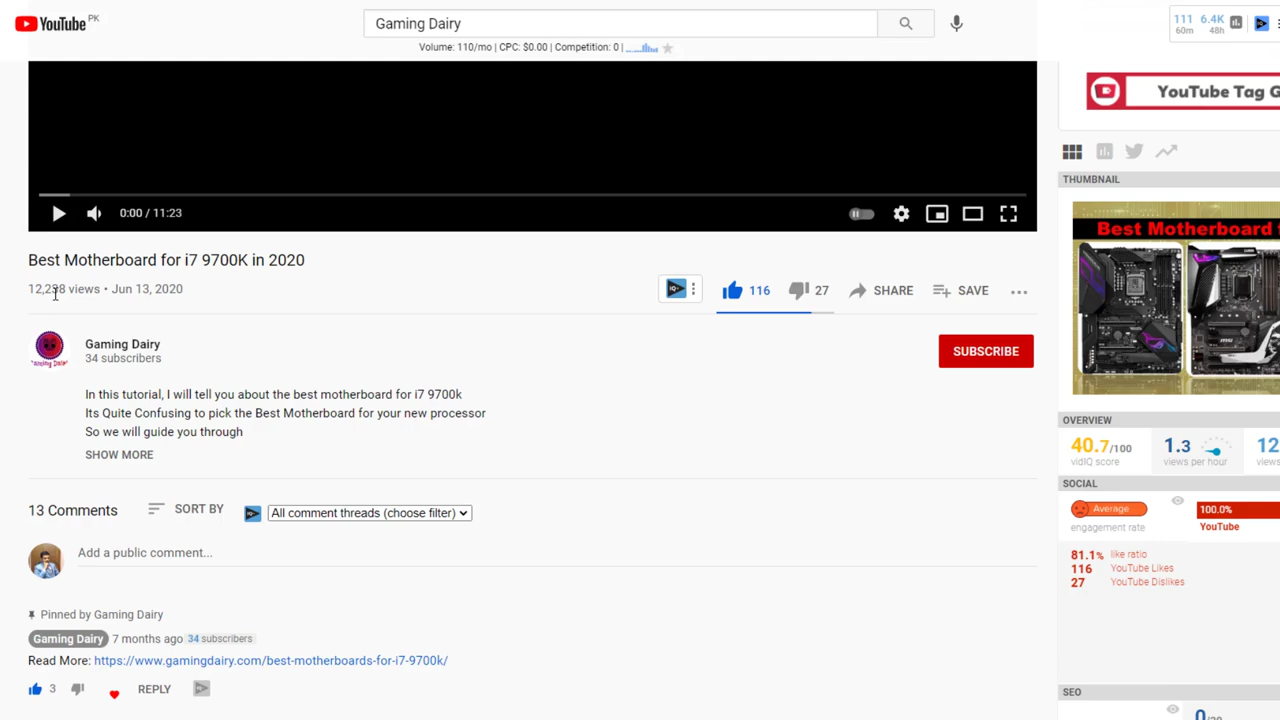 YouTube PK
Gaming Dairy
Volume: 110/mo | CPC: $0.00 | Competition: 0 |
111 6.4K
60m 48h
YouTube Tag G
0:00 / 11:23
THUMBNAIL
Best Motherboard
Best Motherboard for i7 9700K in 2020
views • Jun 13, 2020
116
27
SHARE
SAVE
Gaming Dairy
34 subscribers
SUBSCRIBE
In this tutorial, I will tell you about the best motherboard for i7 9700k
Its Quite Confusing to pick the Best Motherboard for your new processor
So we will guide you through
SHOW MORE
OVERVIEW
40.7/100
vidIQ score
1.3
views per hour
12
views
SOCIAL
Average
engagement rate
100.0%
YouTube
81.1% like ratio
116 YouTube Likes
27 YouTube Dislikes
13 Comments
SORT BY
All comment threads (choose filter)
Add a public comment...
Pinned by Gaming Dairy
Gaming Dairy 7 months ago 34 subscribers
Read More: https://www.gamingdairy.com/best-motherboards-for-i7-9700k/
3
REPLY
SEO